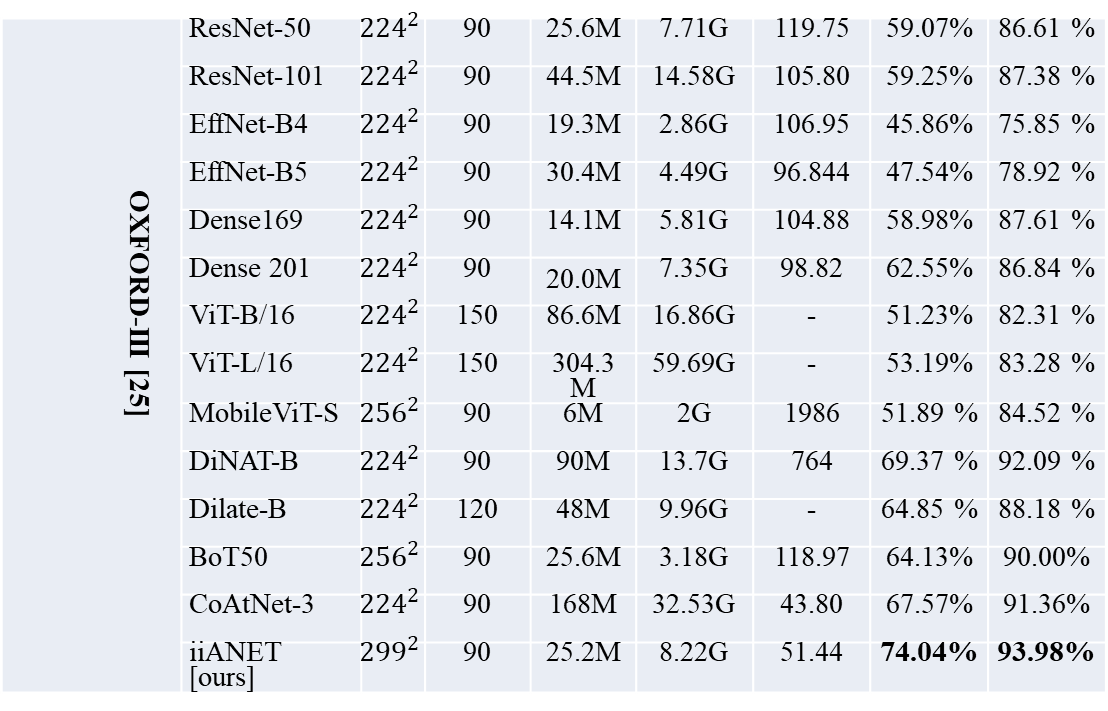 OXFORD-III [25]
ResNet-50 224² 90 25.6M 7.71G 119.75 59.07% 86.61 %
ResNet-101 224² 90 44.5M 14.58G 105.80 59.25% 87.38 %
EffNet-B4 224² 90 19.3M 2.86G 106.95 45.86% 75.85 %
EffNet-B5 224² 90 30.4M 4.49G 96.844 47.54% 78.92 %
Dense169 224² 90 14.1M 5.81G 104.88 58.98% 87.61 %
Dense 201 224² 90 20.0M 7.35G 98.82 62.55% 86.84 %
ViT-B/16 224² 150 86.6M 16.86G - 51.23% 82.31 %
ViT-L/16 224² 150 304.3 59.69G - 53.19% 83.28 %
M
MobileViT-S 256² 90 6M 2G 1986 51.89 % 84.52 %
DiNAT-B 224² 90 90M 13.7G 764 69.37 % 92.09 %
Dilate-B 224² 120 48M 9.96G - 64.85 % 88.18 %
BoT50 256² 90 25.6M 3.18G 118.97 64.13% 90.00%
CoAtNet-3 224² 90 168M 32.53G 43.80 67.57% 91.36%
iiANET 299² 90 25.2M 8.22G 51.44 74.04% 93.98%
[ours]